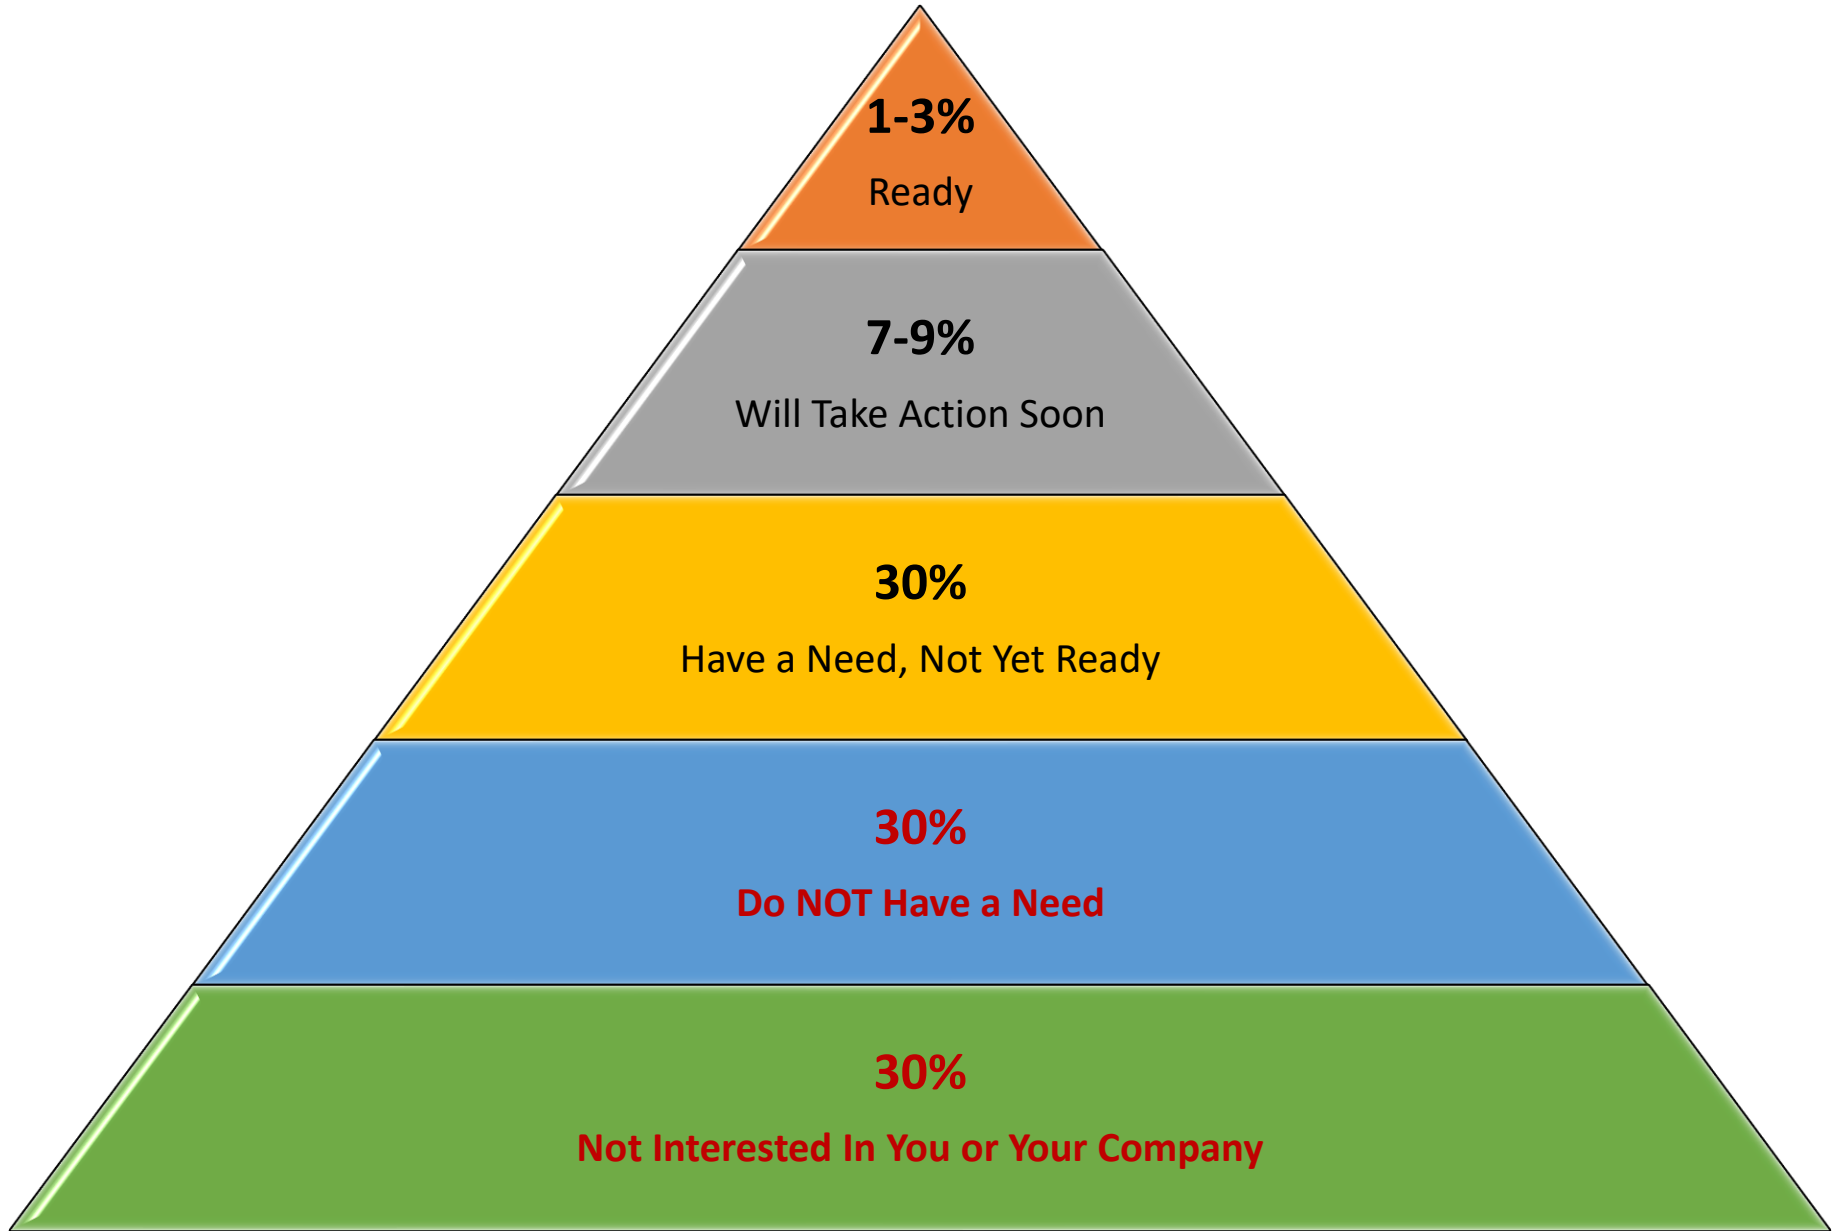 1-3%
Ready
7-9%
Will Take Action Soon
30%
Have a Need, Not Yet Ready
30%
Do NOT Have a Need
30%
Not Interested In You or Your Company